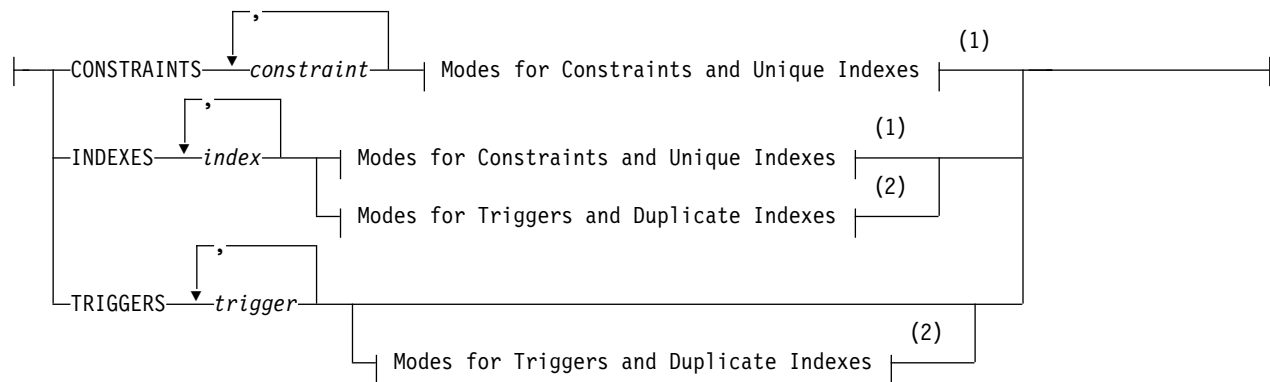 ,
(1)
CONSTRAINTS constraint Modes for Constraints and Unique Indexes
,
(1)
INDEXES index Modes for Constraints and Unique Indexes
(2)
Modes for Triggers and Duplicate Indexes
,
TRIGGERS trigger
(2)
Modes for Triggers and Duplicate Indexes